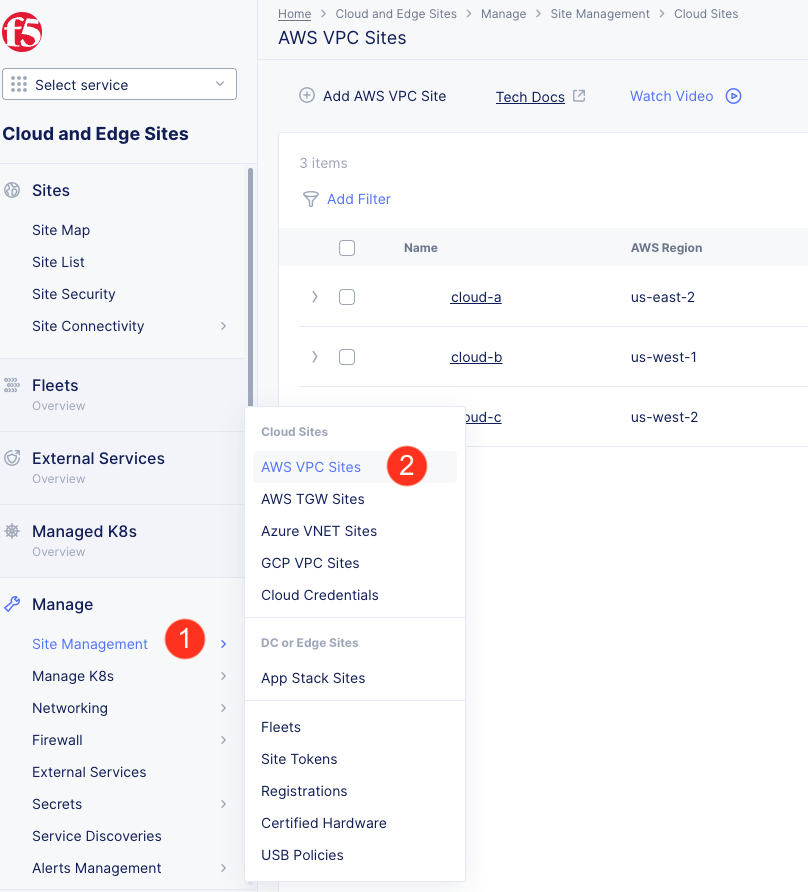 f5
Select service
Cloud and Edge Sites
Sites
Site Map
Site List
Site Security
Site Connectivity
Fleets
Overview
External Services
Overview
Managed K8s
Overview
Manage
Site Management 1
Manage K8s
Networking
Firewall
External Services
Secrets
Service Discoveries
Alerts Management
Home > Cloud and Edge Sites > Manage > Site Management > Cloud Sites
AWS VPC Sites
Add AWS VPC Site Tech Docs Watch Video
3 items
Add Filter
Name AWS Region
cloud-a us-east-2
cloud-b us-west-1
oud-c us-west-2
Cloud Sites
AWS VPC Sites 2
AWS TGW Sites
Azure VNET Sites
GCP VPC Sites
Cloud Credentials
DC or Edge Sites
App Stack Sites
Fleets
Site Tokens
Registrations
Certified Hardware
USB Policies